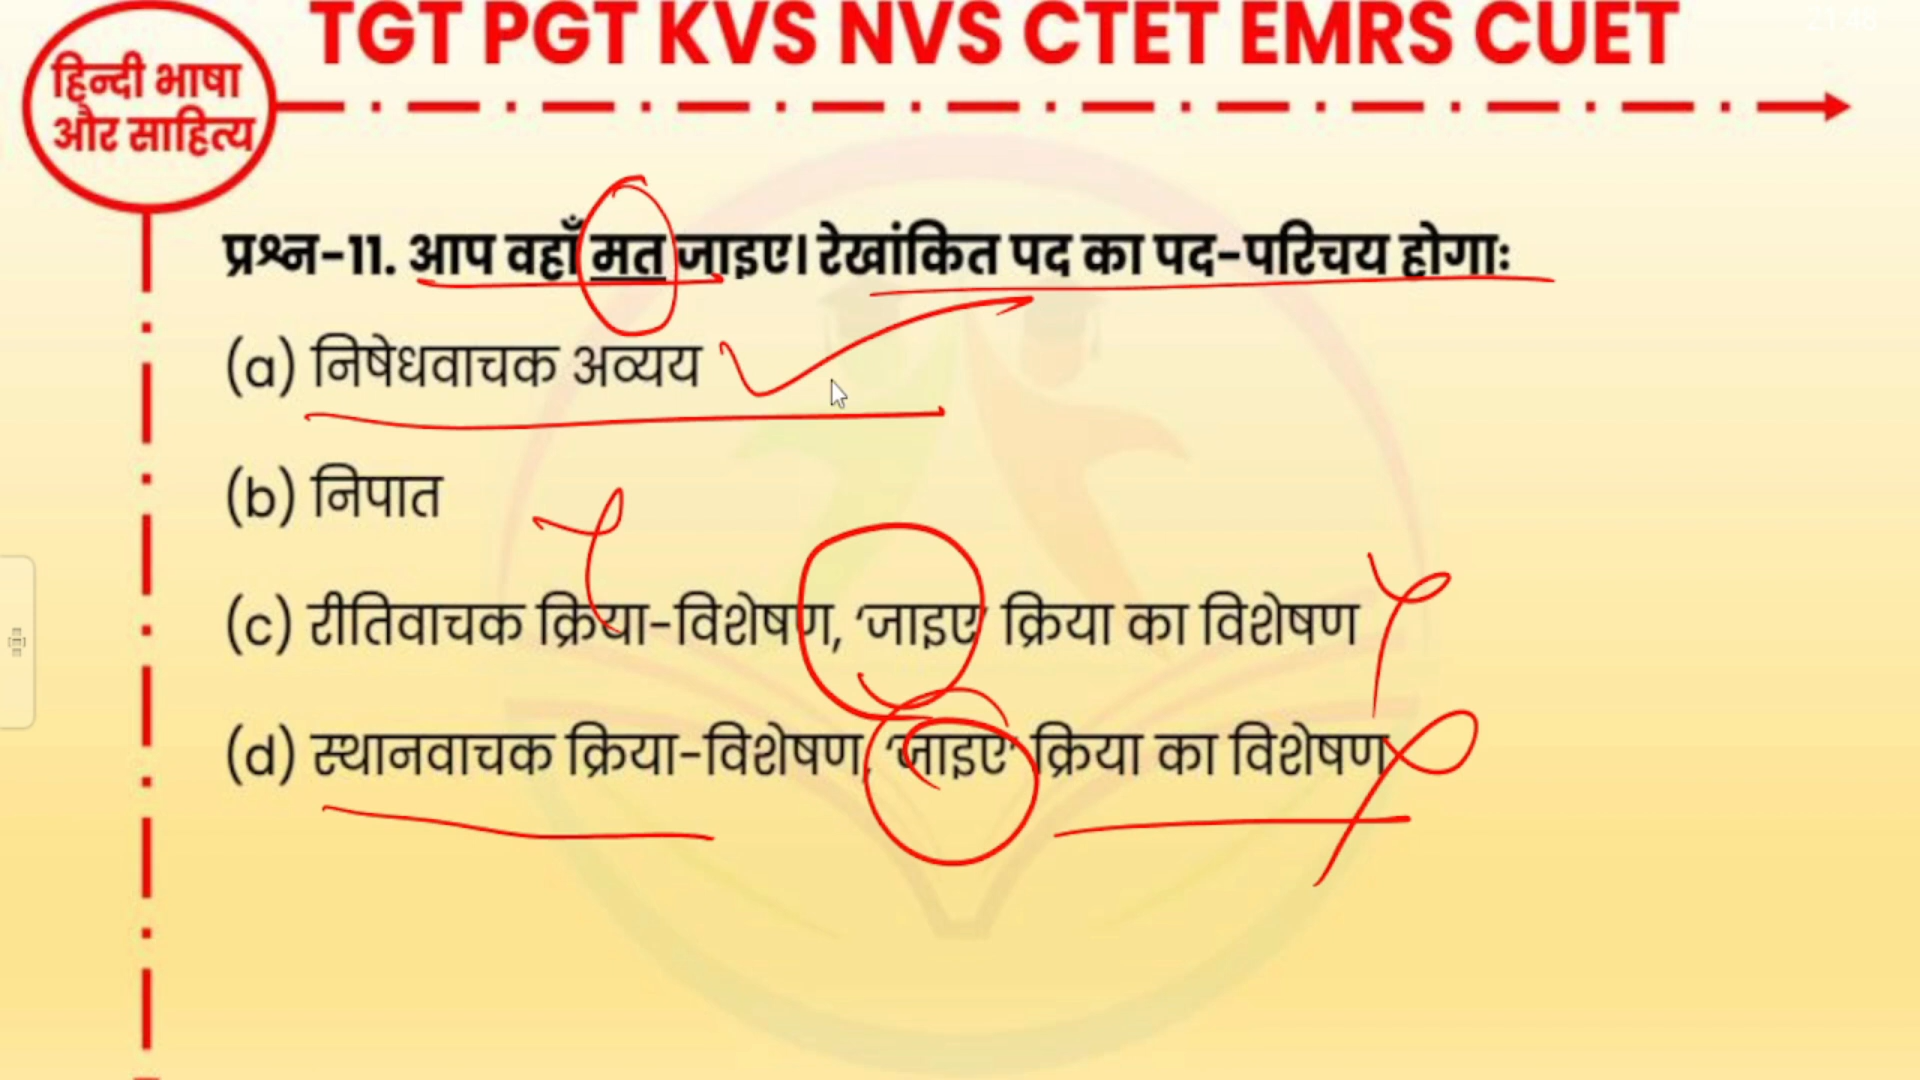 TGT PGT KVS NVS CTET EMRS CUET
हिन्दी भाषा
और साहित्य
प्रश्न-11. आप वहाँ मत जाइए। रेखांकित पद का पद-परिचय होगाः
(a) निषेधवाचक अव्यय
(b) निपात
(c) रीतिवाचक क्रिया-विशेषण, ‘जाइए’ क्रिया का विशेषण
(d) स्थानवाचक क्रिया-विशेषण, ‘जाइए’ क्रिया का विशेषण